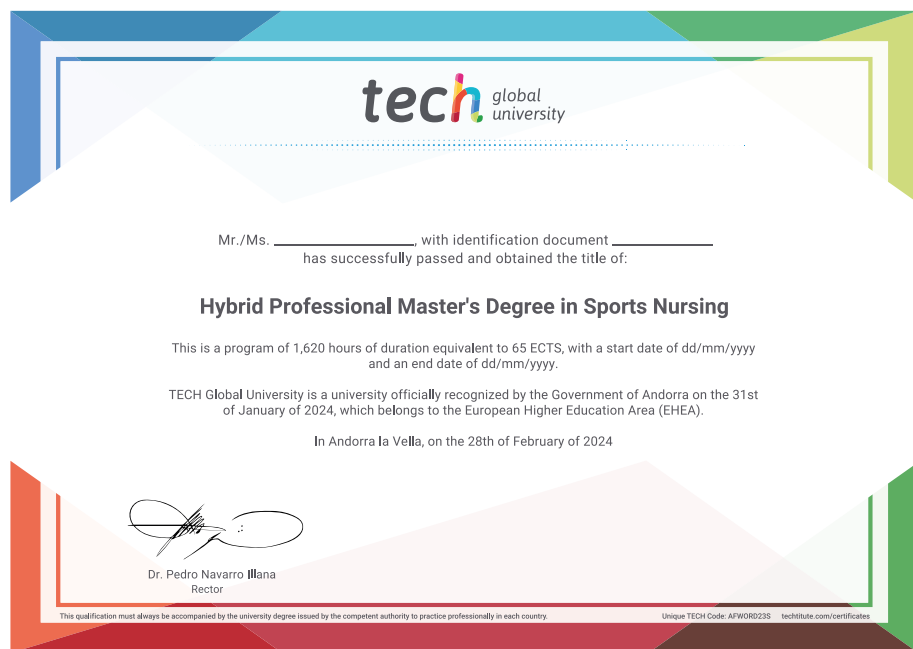 tech global university
Mr./Ms. ________________, with identification document ____________
has successfully passed and obtained the title of:
Hybrid Professional Master's Degree in Sports Nursing
This is a program of 1,620 hours of duration equivalent to 65 ECTS, with a start date of dd/mm/yyyy
and an end date of dd/mm/yyyy.
TECH Global University is a university officially recognized by the Government of Andorra on the 31st
of January of 2024, which belongs to the European Higher Education Area (EHEA).
In Andorra la Vella, on the 28th of February of 2024
Dr. Pedro Navarro Illana
Rector
This qualification must always be accompanied by the university degree issued by the competent authority to practice professionally in each country.
Unique TECH Code: AFWORD23S techtitute.com/certificates